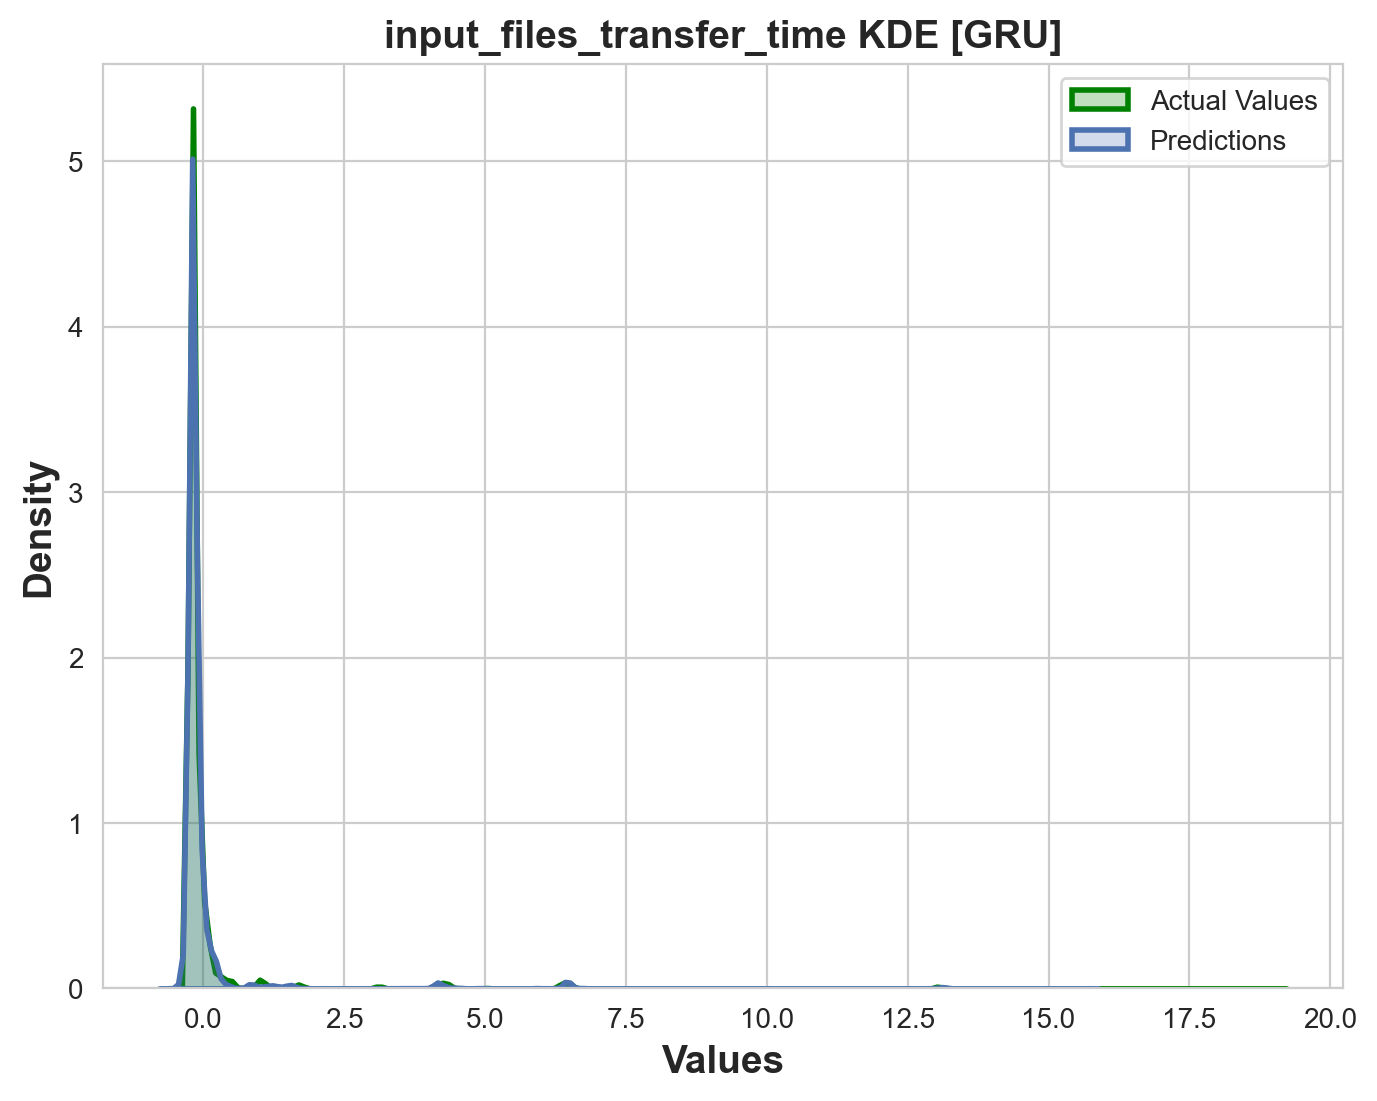 input_files_transfer_time KDE [GRU]
Actual Values
Predictions
Density
5
4
3
2
1
0
0.0 2.5 5.0 7.5 10.0 12.5 15.0 17.5 20.0
Values